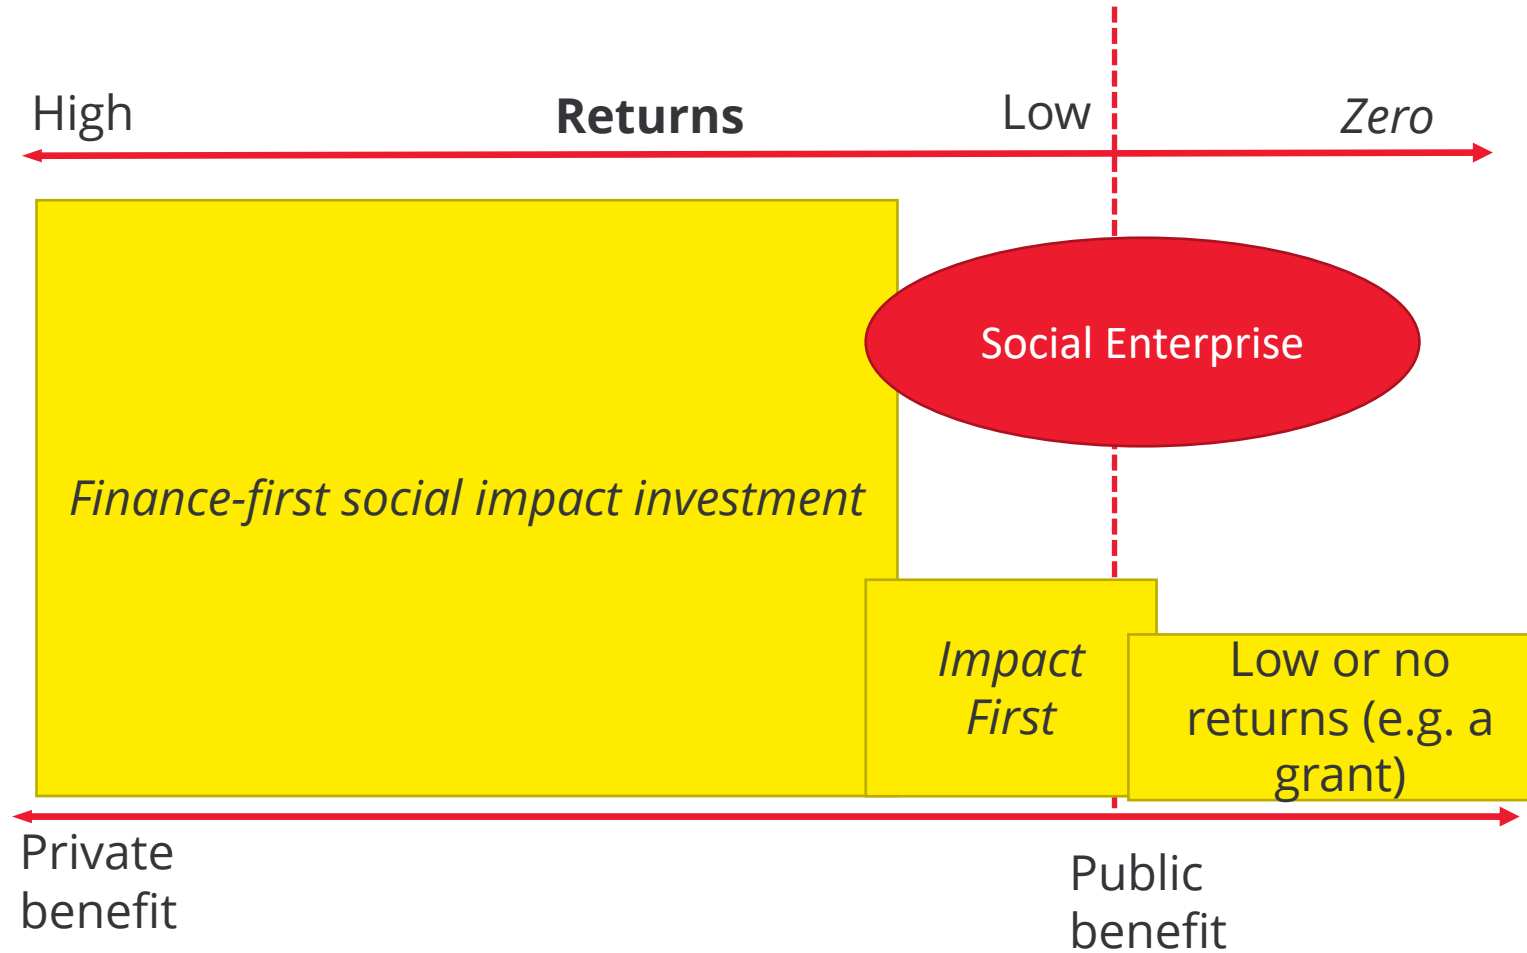 High
Returns
Low
Zero
Social Enterprise
Finance-first social impact investment
Impact
First
Low or no
returns (e.g. a
grant)
Private
benefit
Public
benefit